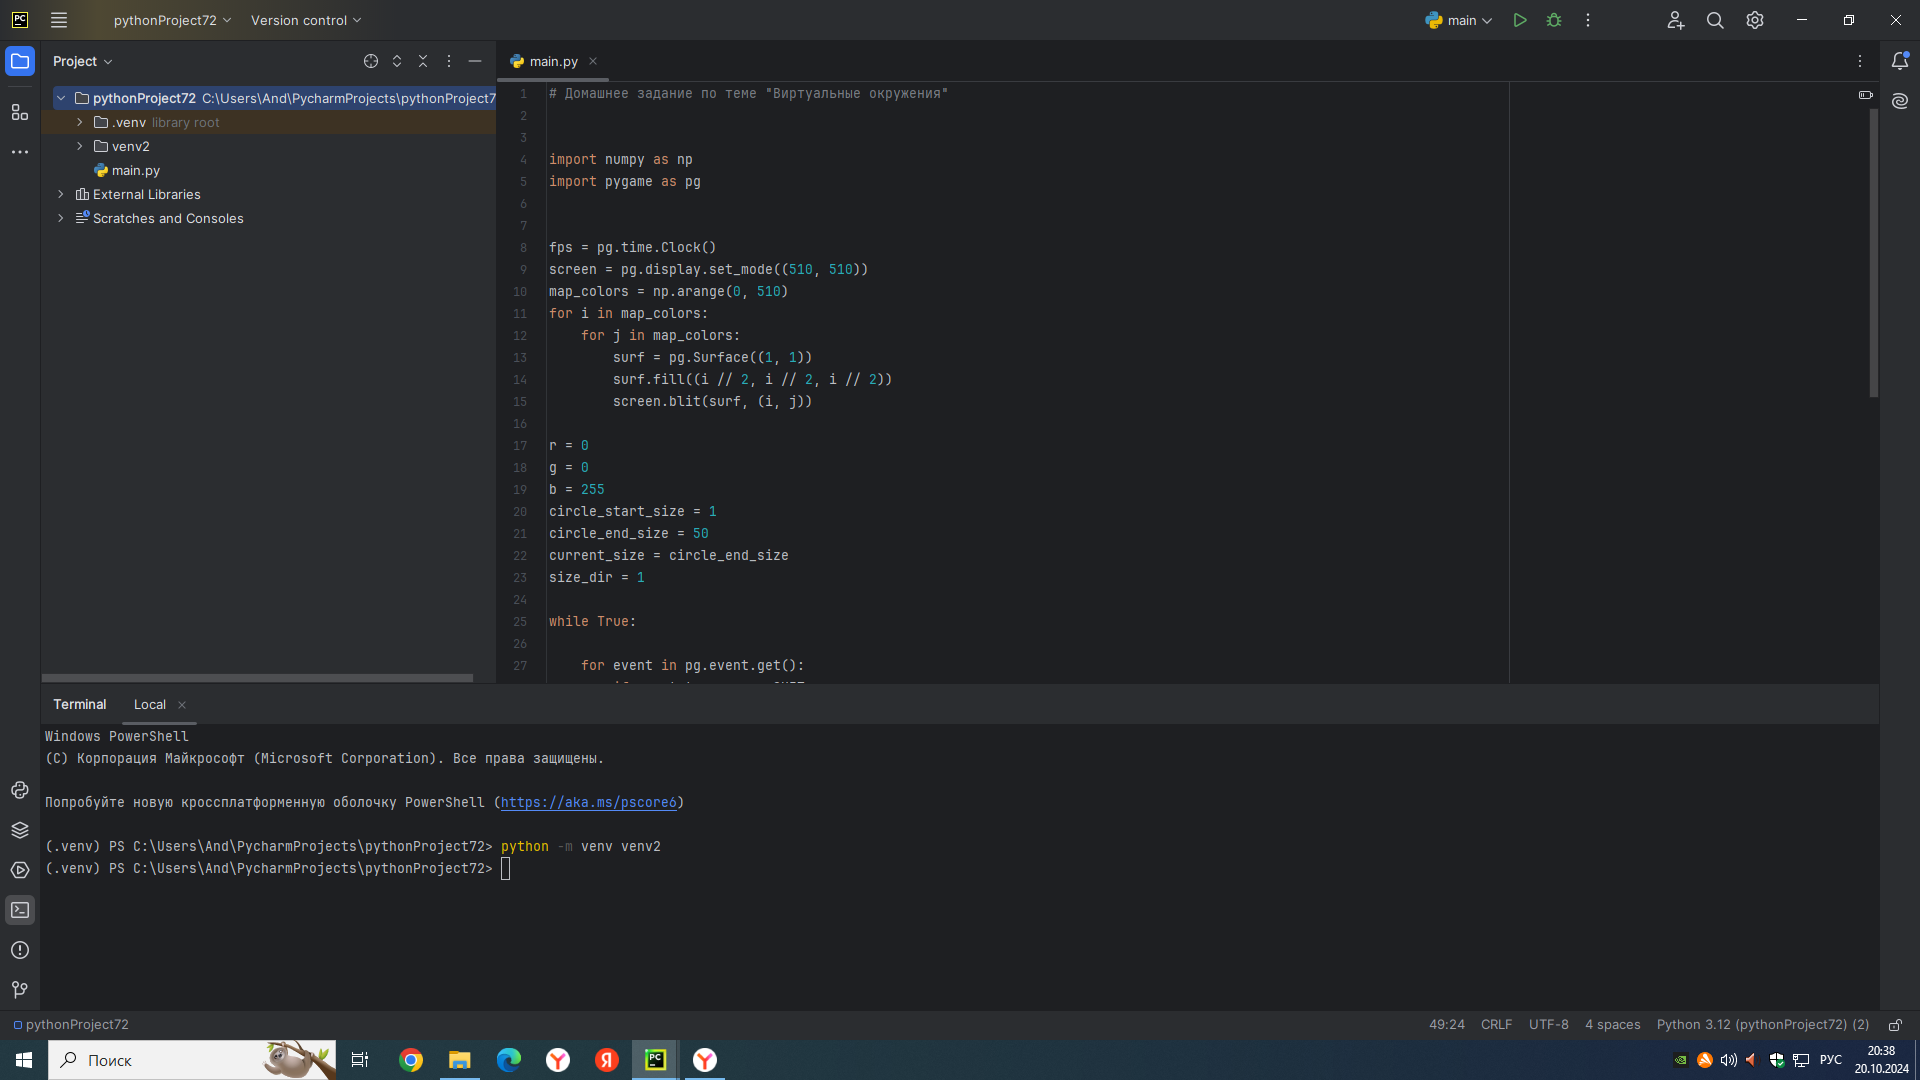 pythonProject72
Version control
main
Project
pythonProject72 C:\Users\And\PycharmProjects\pythonProject7
.venv library root
venv2
main.py
External Libraries
Scratches and Consoles
main.py
1 # Домашнее задание по теме "Виртуальные окружения"
2
3
4 import numpy as np
5 import pygame as pg
6
7
8 fps = pg.time.Clock()
9 screen = pg.display.set_mode((510, 510))
10 map_colors = np.arange(0, 510)
11 for i in map_colors:
12 for j in map_colors:
13 surf = pg.Surface((1, 1))
14 surf.fill((i // 2, i // 2, i // 2))
15 screen.blit(surf, (i, j))
16
17 r = 0
18 g = 0
19 b = 255
20 circle_start_size = 1
21 circle_end_size = 50
22 current_size = circle_end_size
23 size_dir = 1
24
25 while True:
26
27 for event in pg.event.get():
Terminal Local
Windows PowerShell
(C) Корпорация Майкрософт (Microsoft Corporation). Все права защищены.
Попробуйте новую кроссплатформенную оболочку PowerShell (https://aka.ms/pscore6)
(.venv) PS C:\Users\And\PycharmProjects\pythonProject72> python -m venv venv2
(.venv) PS C:\Users\And\PycharmProjects\pythonProject72>
pythonProject72
49:24 CRLF UTF-8 4 spaces Python 3.12 (pythonProject72) (2)
Поиск
РУС
20:38
20.10.2024